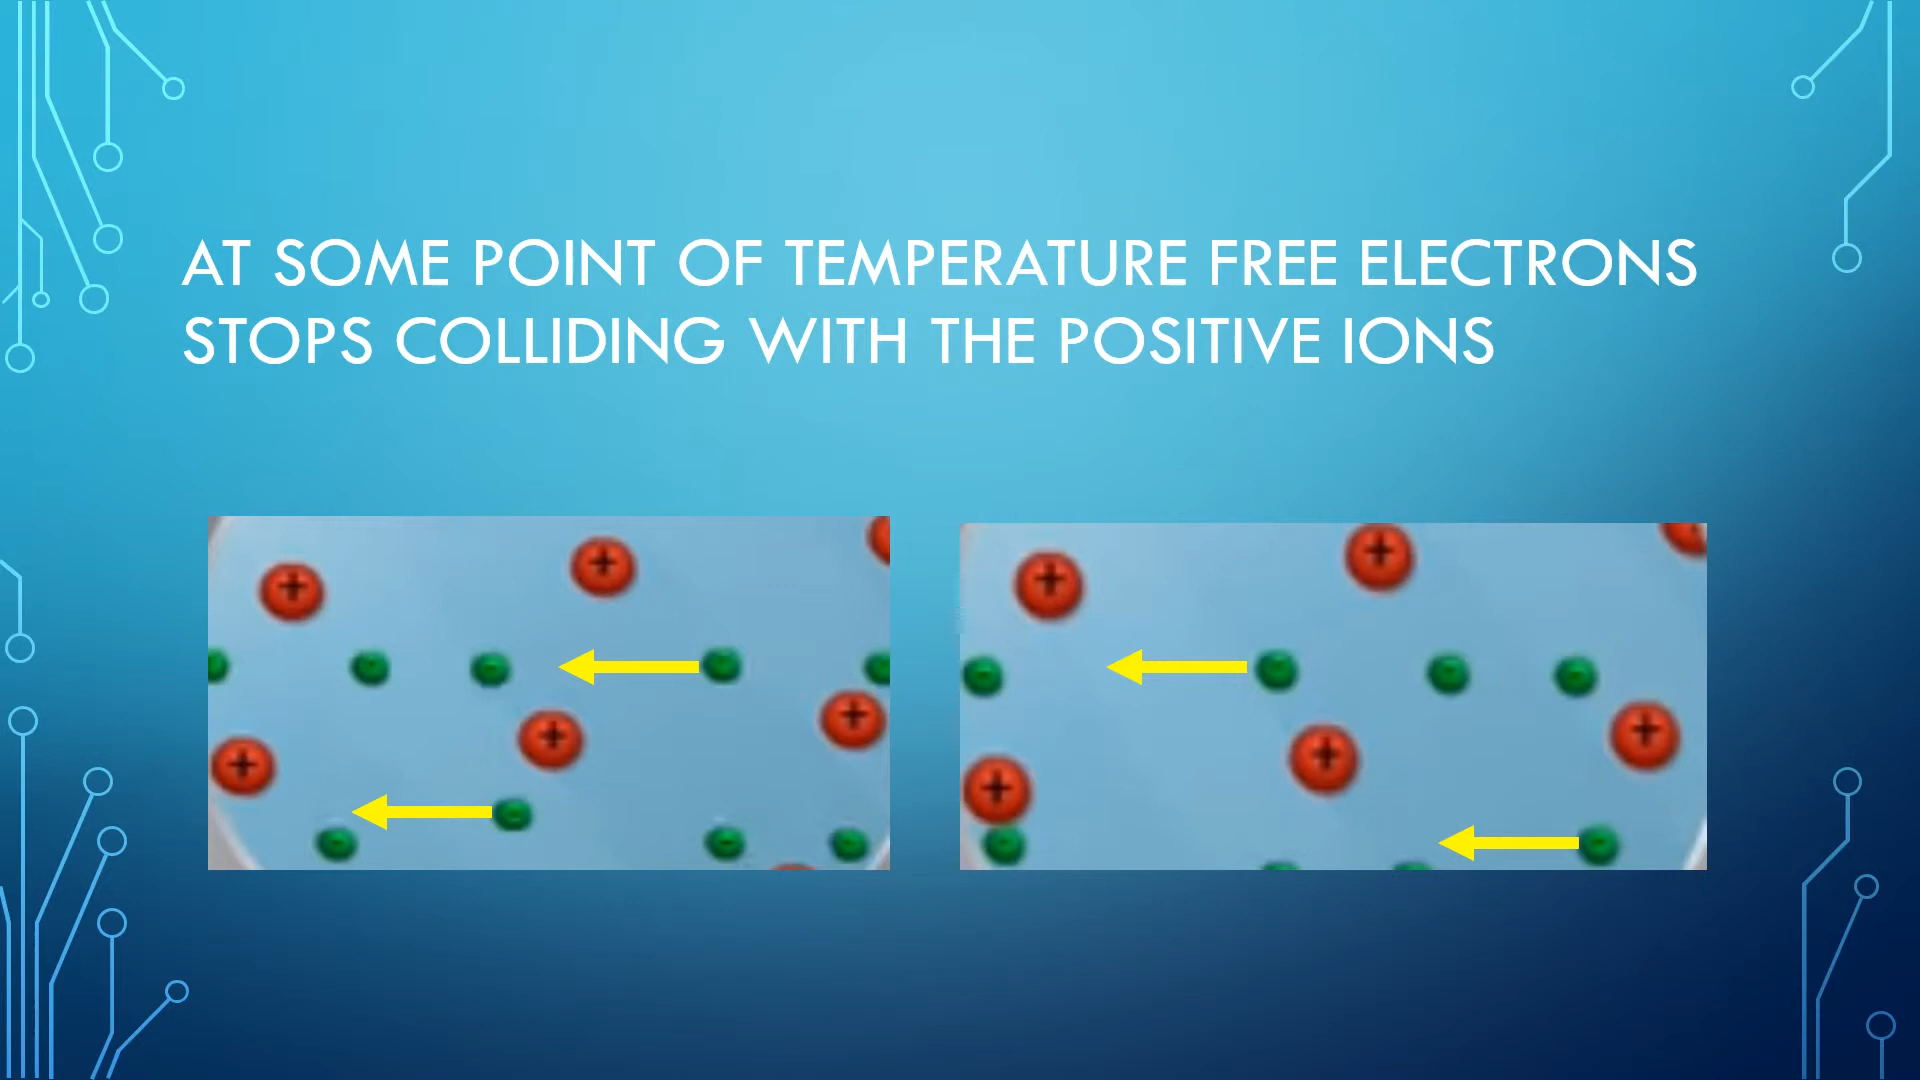 AT SOME POINT OF TEMPERATURE FREE ELECTRONS
STOPS COLLIDING WITH THE POSITIVE IONS